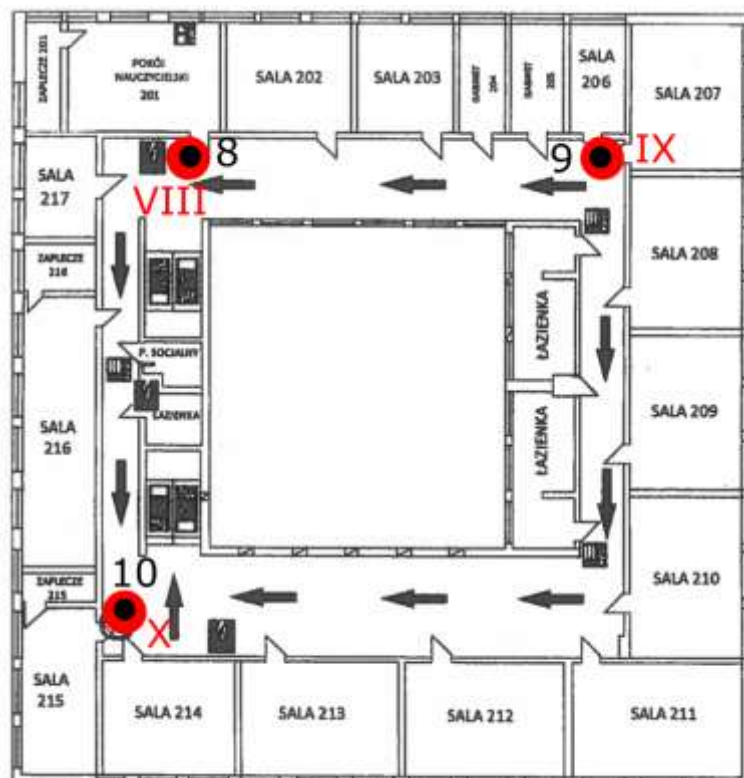 ZAPLECZE 201
POKÓJ
NAUCZYCIELSKI
201
SALA 202
SALA 203
GABINET
204
GABINET
205
SALA
206
SALA 207
8
VIII
9
IX
SALA
217
SALA 208
ZAPLECZE
216
ŁAZIENKA
P. SOCJALNY
SALA
216
ŁAZIENKA
SALA 209
ŁAZIENKA
SALA 210
ZAPLECZE
215
10
X
SALA
215
SALA 214
SALA 213
SALA 212
SALA 211